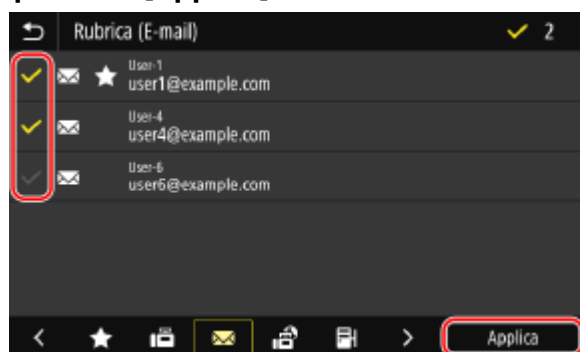 Rubrica (E-mail)
2
User-1
user1@example.com
User-4
user4@example.com
User-6
user6@example.com
Applica